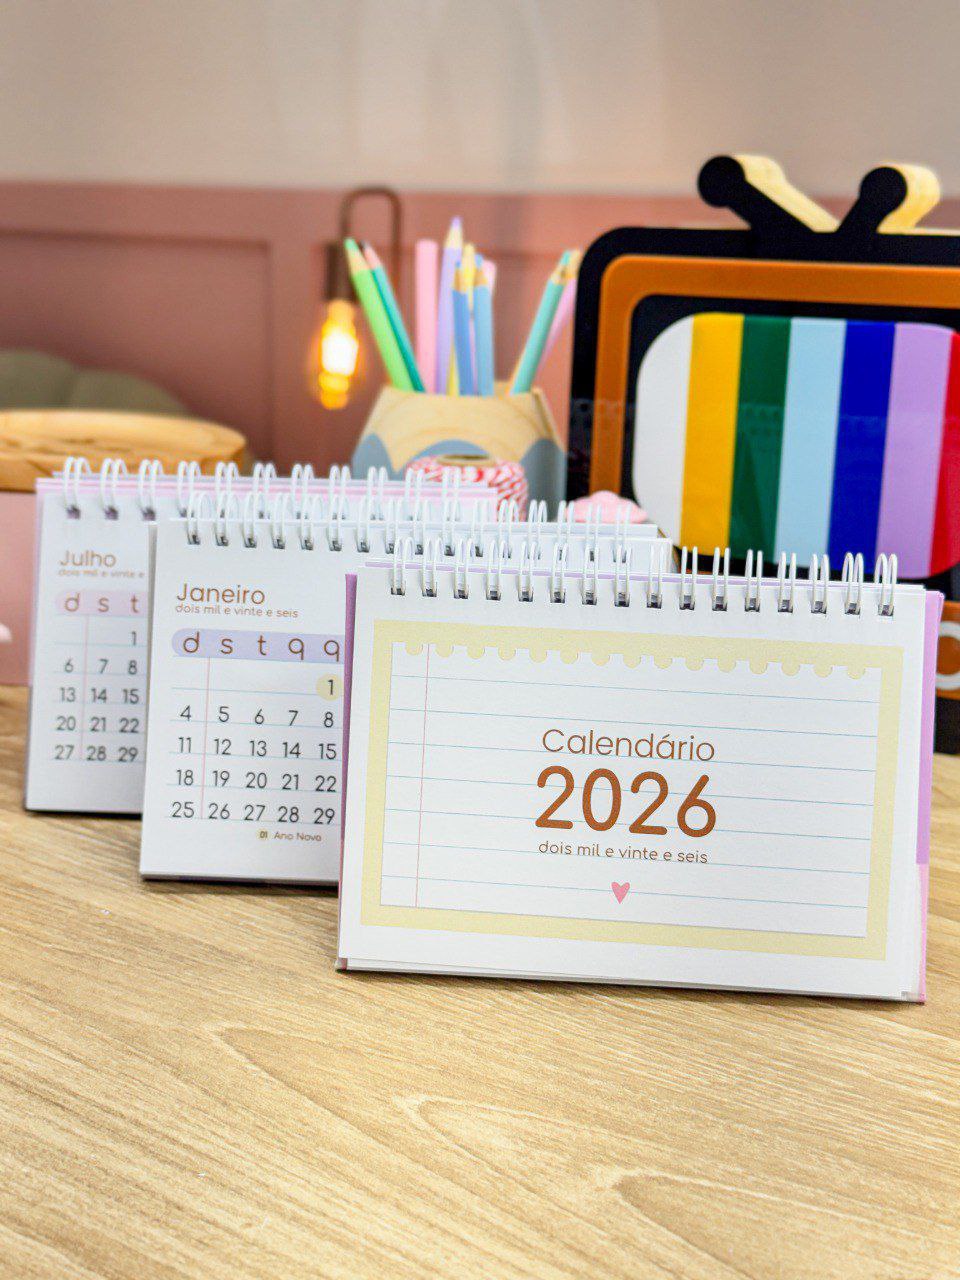 Julho
dois mil e vinte e
d s t
1
6 7 8
13 14 15
20 21 22
27 28 29
Janeiro
dois mil e vinte e seis
d s t q q
1
4 5 6 7 8
11 12 13 14 15
18 19 20 21 22
25 26 27 28 29
01 Ano Novo
Calendário
2026
dois mil e vinte e seis